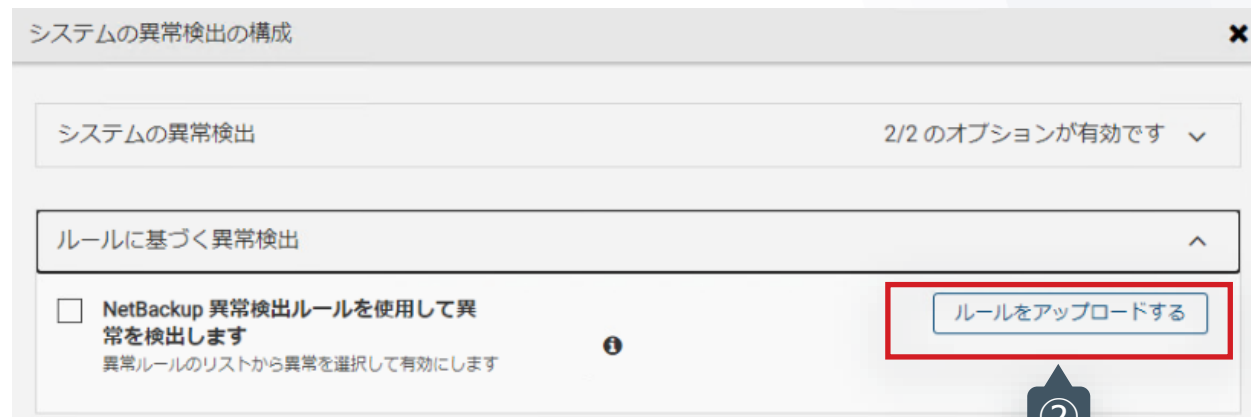 システムの異常検出の構成
システムの異常検出 2/2 のオプションが有効です
ルールに基づく異常検出
NetBackup 異常検出ルールを使用して異
常を検出します
異常ルールのリストから異常を選択して有効にします
ルールをアップロードする
②